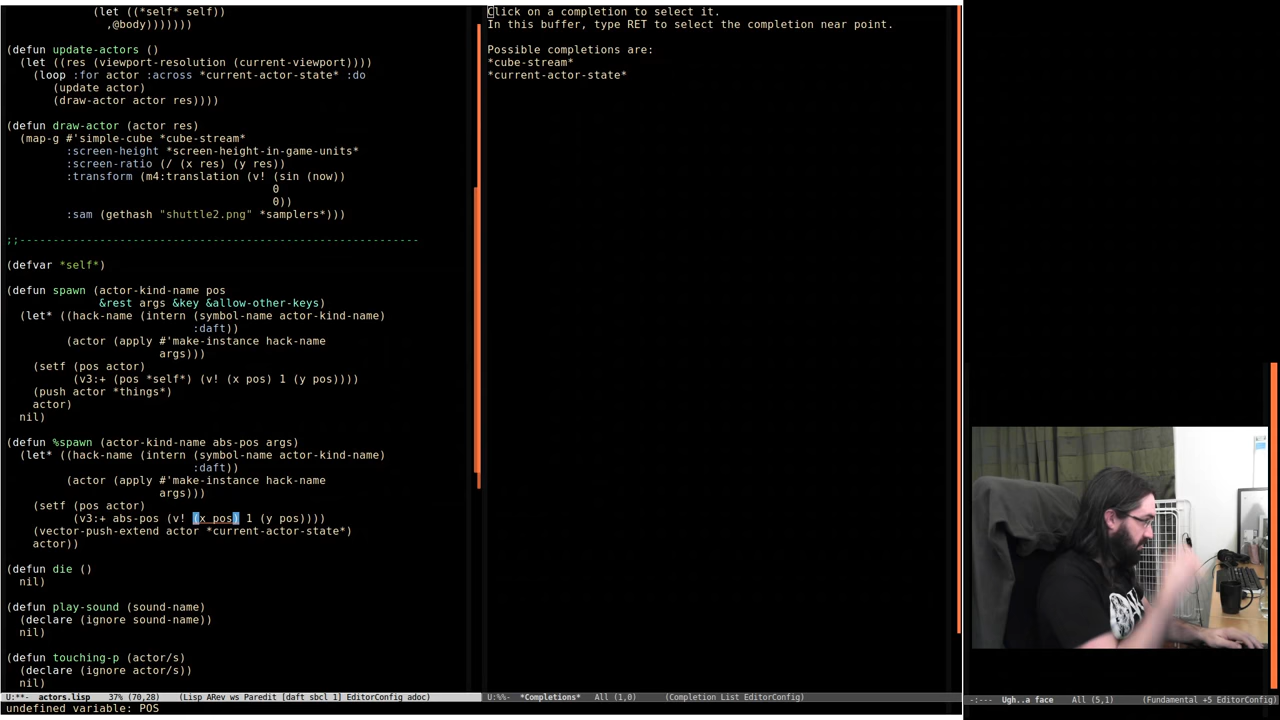 (let ((*self* self))
,@body)))))))
(defun update-actors ()
(let ((res (viewport-resolution (current-viewport))))
(loop :for actor :across *current-actor-state* :do
(update actor)
(draw-actor actor res))))
(defun draw-actor (actor res)
(map-g #'simple-cube *cube-stream*
:screen-height *screen-height-in-game-units*
:screen-ratio (/ (x res) (y res))
:transform (m4:translation (v! (sin (now))
0
0))
:sam (gethash "shuttle2.png" *samplers*)))
;;------------------------------------------------------------
(defvar *self*)
(defun spawn (actor-kind-name pos
&rest args &key &allow-other-keys)
(let* ((hack-name (intern (symbol-name actor-kind-name)
:daft))
(actor (apply #'make-instance hack-name
args)))
(setf (pos actor)
(v3:+ (pos *self*) (v! (x pos) 1 (y pos))))
(push actor *things*)
actor)
nil)
(defun %spawn (actor-kind-name abs-pos args)
(let* ((hack-name (intern (symbol-name actor-kind-name)
:daft))
(actor (apply #'make-instance hack-name
args)))
(setf (pos actor)
(v3:+ abs-pos (v! (x pos) 1 (y pos))))
(vector-push-extend actor *current-actor-state*)
actor))
(defun die ()
nil)
(defun play-sound (sound-name)
(declare (ignore sound-name))
nil)
(defun touching-p (actor/s)
(declare (ignore actor/s))
nil)
U:**-  actors.lisp   37% (70,28)   (Lisp ARev ws Paredit [daft sbcl 1] EditorConfig adoc)
undefined variable: POS
Click on a completion to select it.
In this buffer, type RET to select the completion near point.
Possible completions are:
*cube-stream*
*current-actor-state*
U:%%-  *Completions*   All (1,0)   (Completion List EditorConfig)
-:---  Ugh..a face   All (5,1)   (Fundamental +5 EditorConfig)